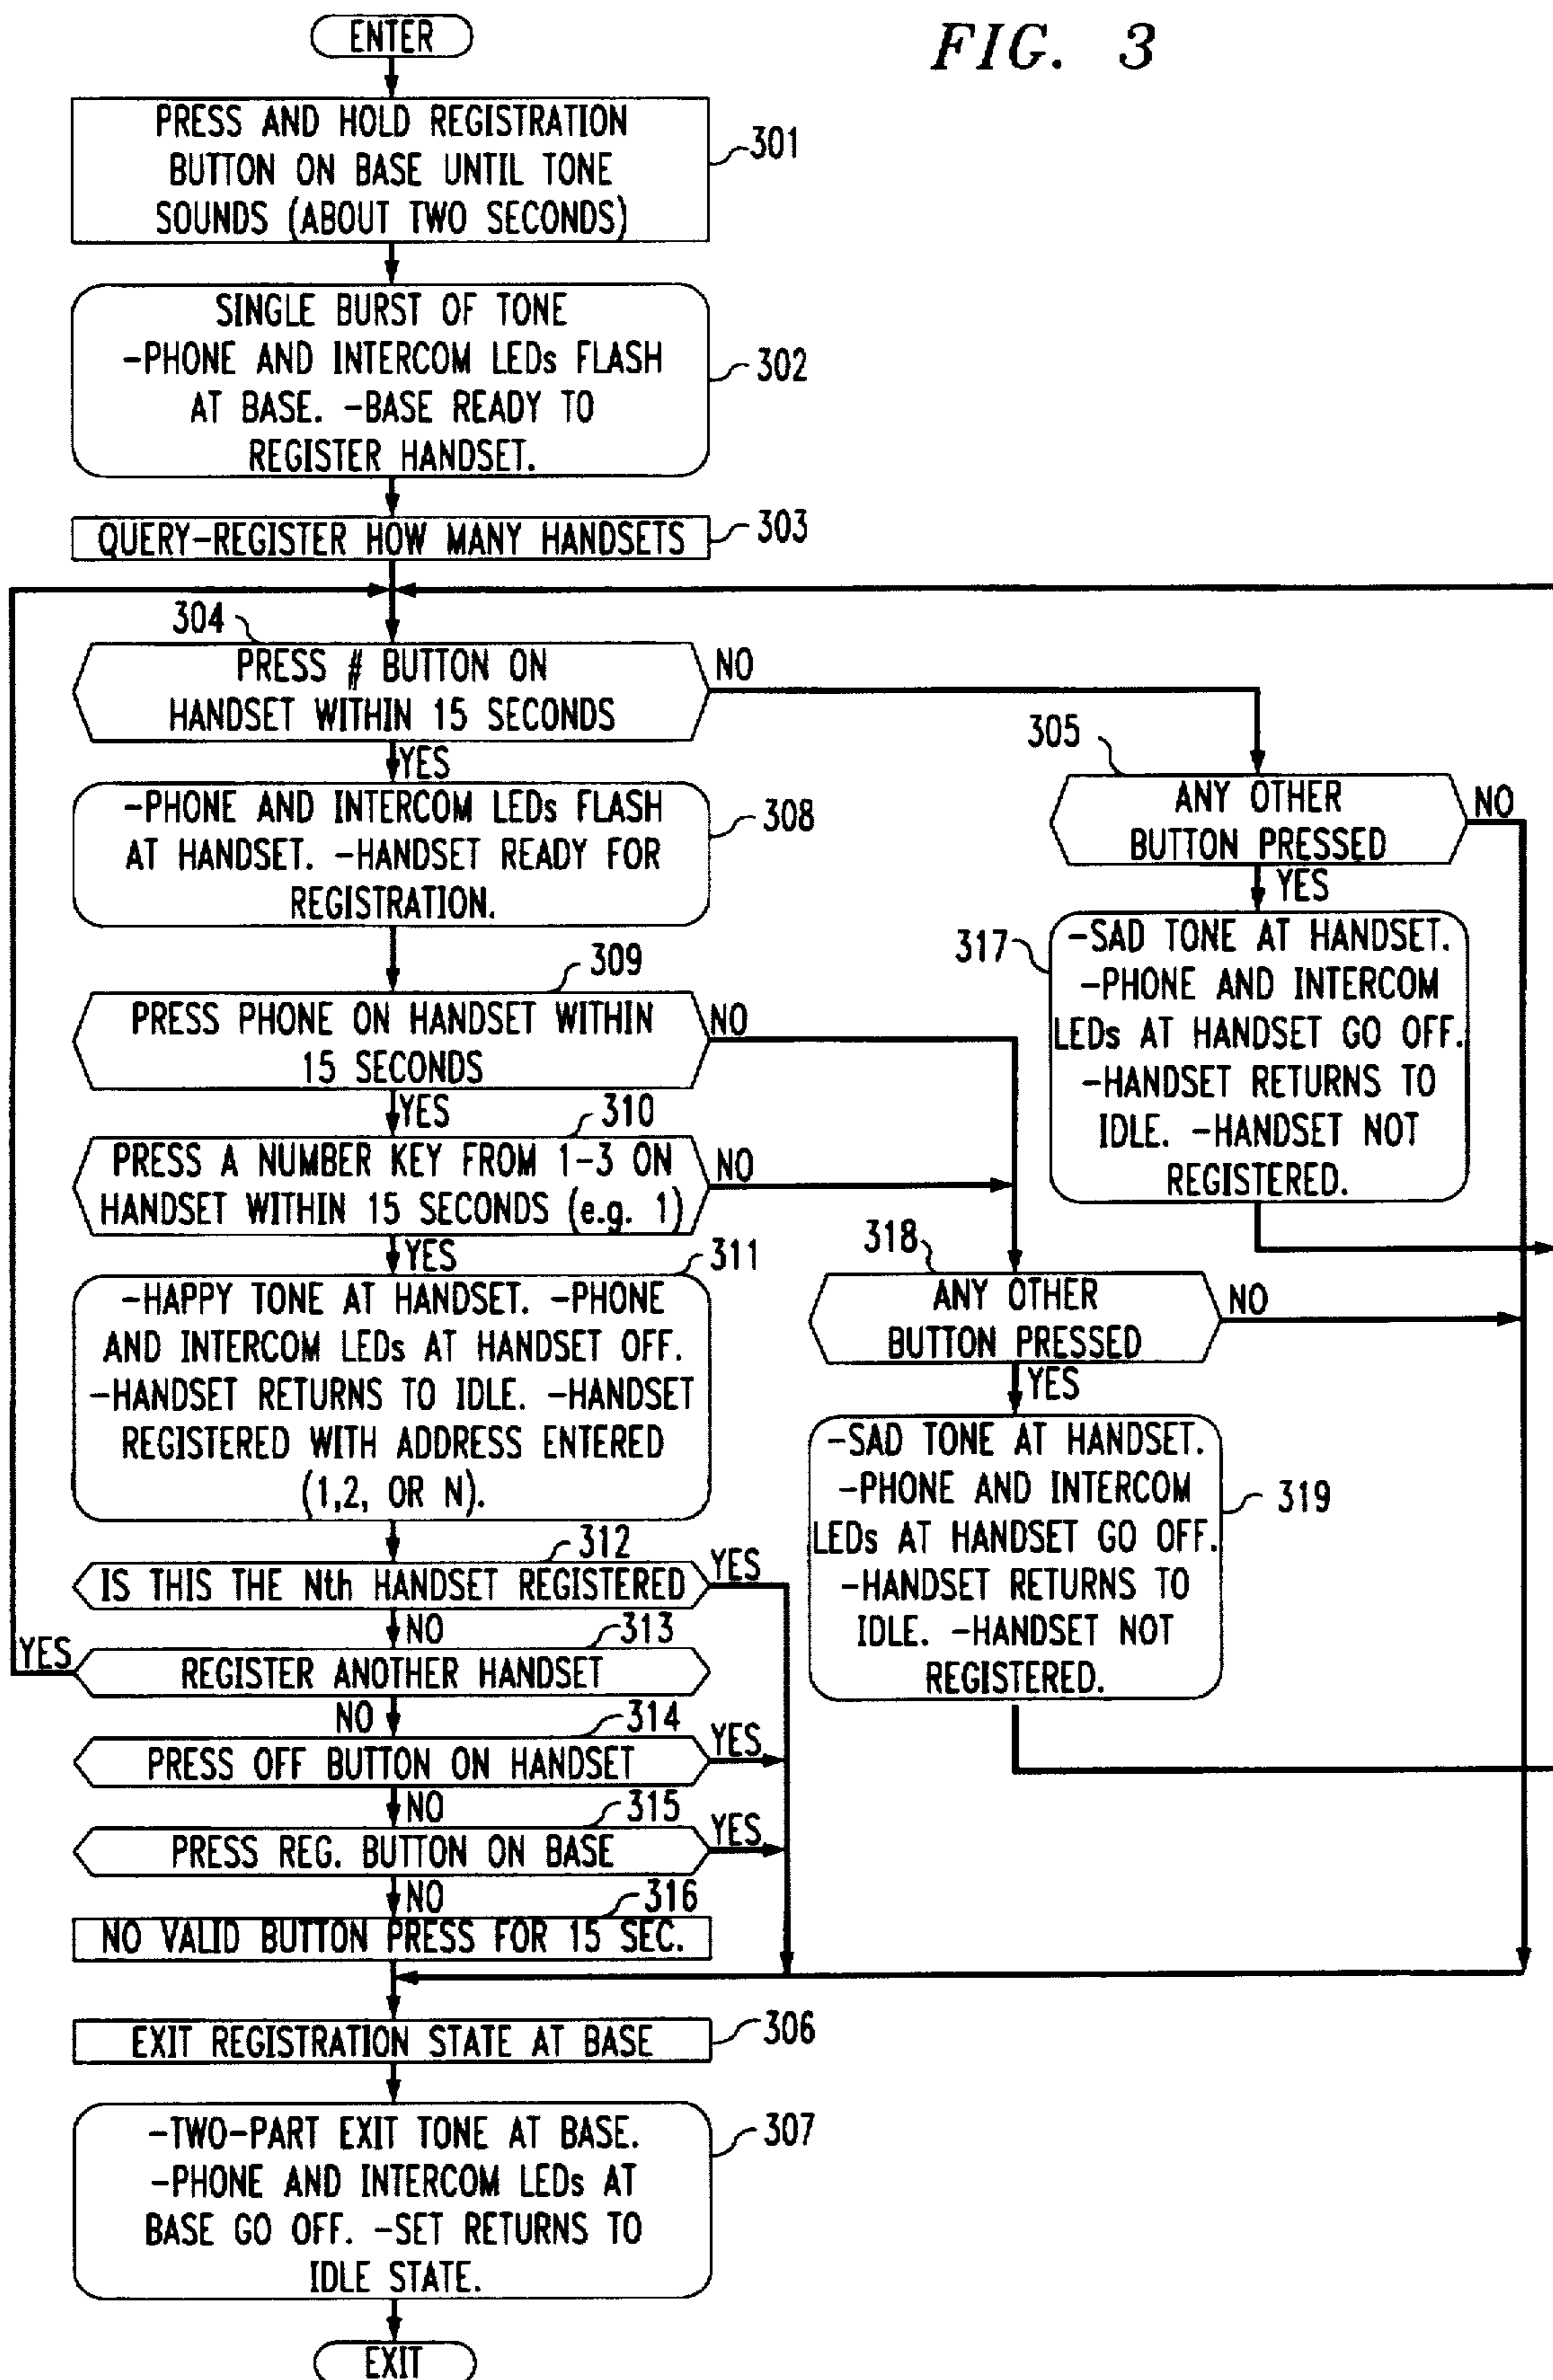 FIG. 3
ENTER
PRESS AND HOLD REGISTRATION
BUTTON ON BASE UNTIL TONE
SOUNDS (ABOUT TWO SECONDS)
301
SINGLE BURST OF TONE
-PHONE AND INTERCOM LEDs FLASH
AT BASE. -BASE READY TO
REGISTER HANDSET.
302
QUERY-REGISTER HOW MANY HANDSETS
303
304
PRESS # BUTTON ON
HANDSET WITHIN 15 SECONDS
NO
YES
305
ANY OTHER
BUTTON PRESSED
NO
YES
-PHONE AND INTERCOM LEDs FLASH
AT HANDSET. -HANDSET READY FOR
REGISTRATION.
308
317
-SAD TONE AT HANDSET.
-PHONE AND INTERCOM
LEDs AT HANDSET GO OFF.
-HANDSET RETURNS TO
IDLE. -HANDSET NOT
REGISTERED.
309
PRESS PHONE ON HANDSET WITHIN
15 SECONDS
NO
YES
310
PRESS A NUMBER KEY FROM 1-3 ON
HANDSET WITHIN 15 SECONDS (e.g. 1)
NO
YES
311
-HAPPY TONE AT HANDSET. -PHONE
AND INTERCOM LEDs AT HANDSET OFF.
-HANDSET RETURNS TO IDLE. -HANDSET
REGISTERED WITH ADDRESS ENTERED
(1,2, OR N).
318
ANY OTHER
BUTTON PRESSED
NO
YES
-SAD TONE AT HANDSET.
-PHONE AND INTERCOM
LEDs AT HANDSET GO OFF.
-HANDSET RETURNS TO
IDLE. -HANDSET NOT
REGISTERED.
319
312
IS THIS THE Nth HANDSET REGISTERED
YES
NO
313
YES
REGISTER ANOTHER HANDSET
NO
314
PRESS OFF BUTTON ON HANDSET
YES
NO
315
PRESS REG. BUTTON ON BASE
YES
NO
316
NO VALID BUTTON PRESS FOR 15 SEC.
EXIT REGISTRATION STATE AT BASE
306
-TWO-PART EXIT TONE AT BASE.
-PHONE AND INTERCOM LEDs AT
BASE GO OFF. -SET RETURNS TO
IDLE STATE.
307
EXIT